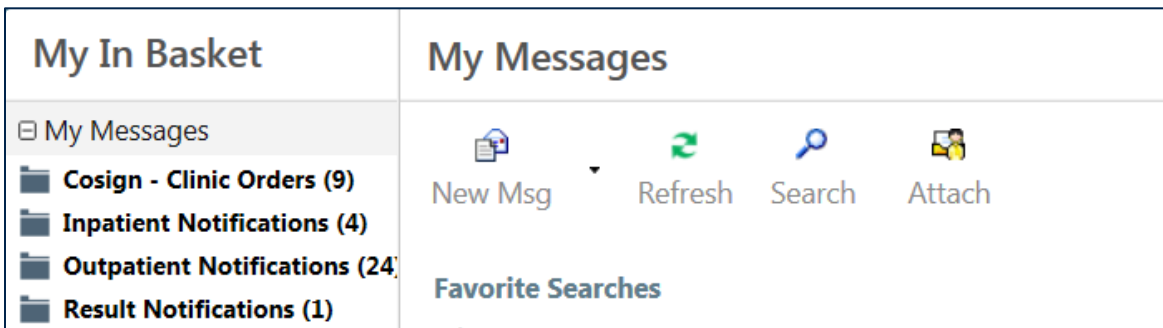 My In Basket
My Messages
My Messages
Cosign - Clinic Orders (9)
Inpatient Notifications (4)
Outpatient Notifications (24)
Result Notifications (1)
New Msg
Refresh
Search
Attach
Favorite Searches